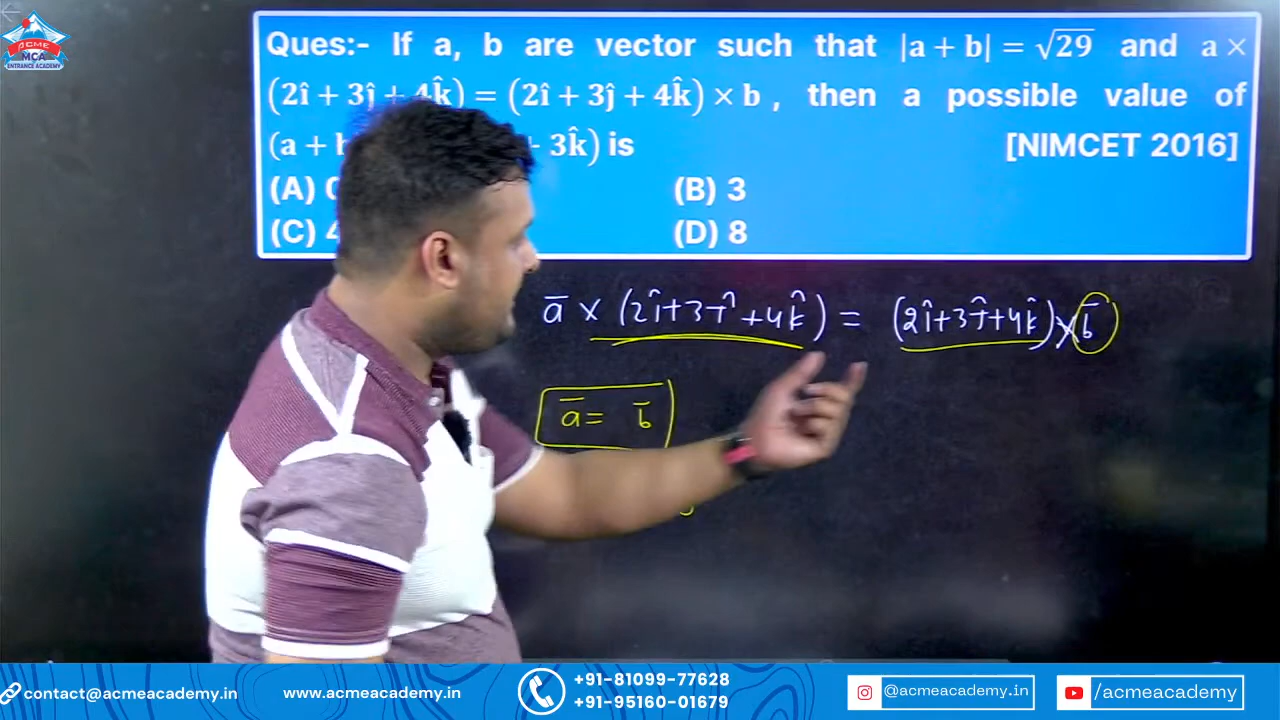 ACME
MCA
ENTRANCE ACADEMY
Ques:- If a, b are vector such that |a + b| = √29 and a ×
(2î + 3ĵ + 4k̂) = (2î + 3ĵ + 4k̂) × b , then a possible value of
(a + b + 3k̂) is [NIMCET 2016]
(A) (B) 3
(C) 4 (D) 8
a̅ × (2î+3ĵ+4k̂) = (2î+3ĵ+4k̂)×b̅
a̅ = b̅
contact@acmeacademy.in
www.acmeacademy.in
+91-81099-77628
+91-95160-01679
@acmeacademy.in
/acmeacademy